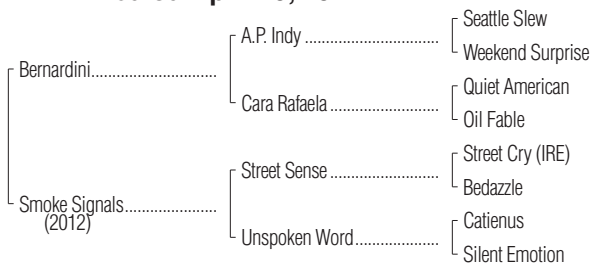 Seattle Slew
A.P. Indy
Weekend Surprise
Bernardini
Quiet American
Cara Rafaela
Oil Fable
Street Cry (IRE)
Street Sense
Bedazzle
Smoke Signals
(2012)
Catienus
Unspoken Word
Silent Emotion